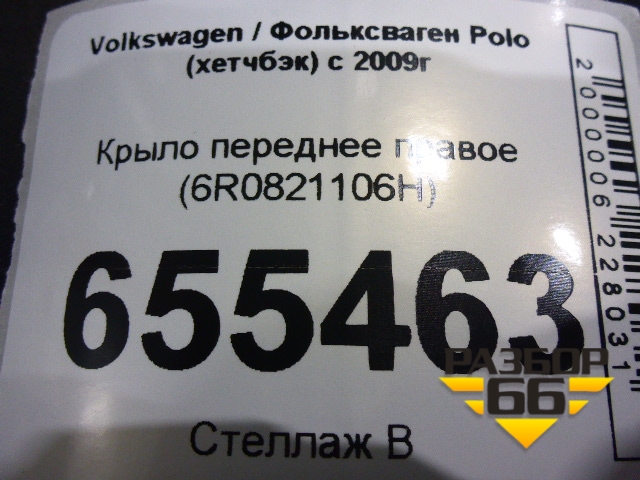 Volkswagen / Фольксваген Polo
(хетчбэк) с 2009г
Крыло переднее правое
(6R0821106H)
655463
Стеллаж В
2000006228031
РАЗБОР
66